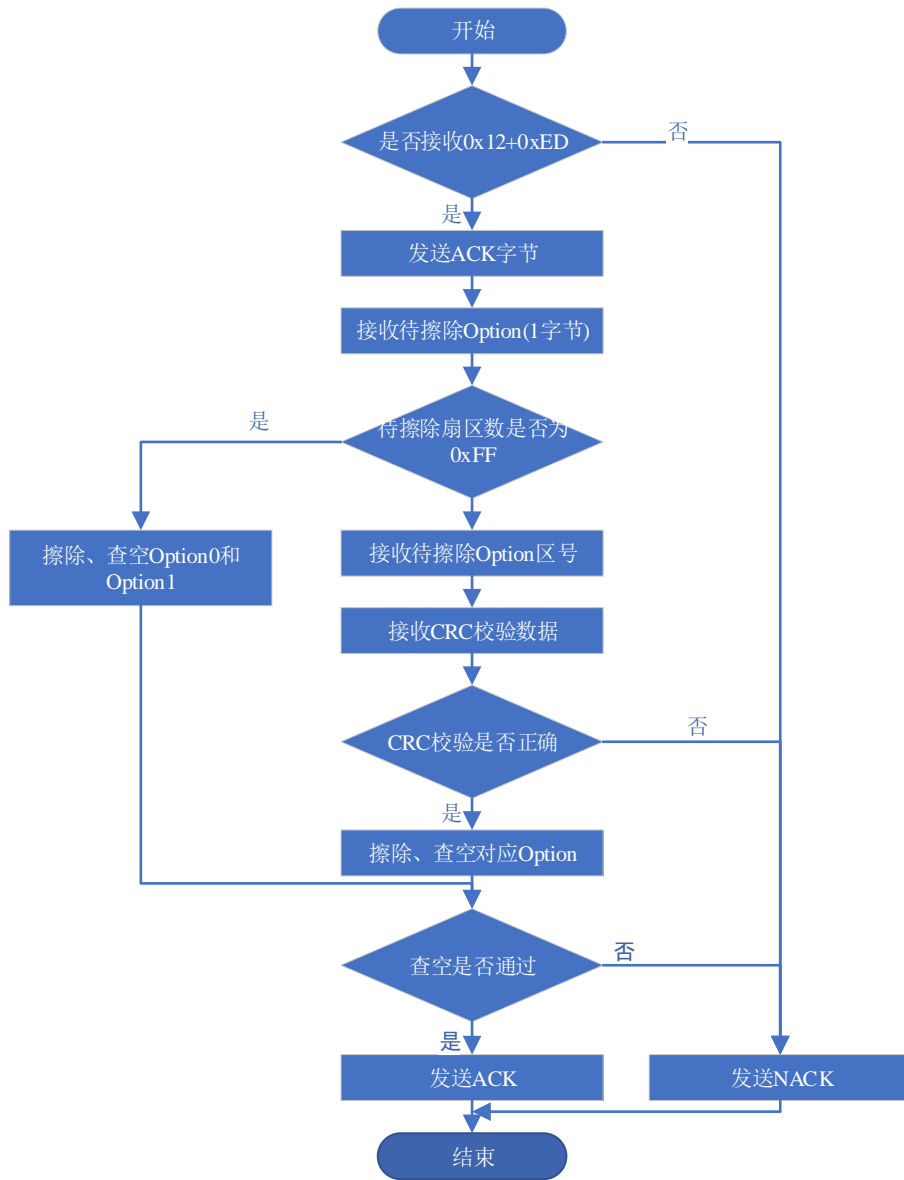 开始
是否接收0x12+0xED
否
是
发送ACK字节
接收待擦除Option(1字节)
是
待擦除扇区数是否为
0xFF
擦除、查空Option0和
Option1
接收待擦除Option区号
接收CRC校验数据
CRC校验是否正确
否
是
擦除、查空对应Option
查空是否通过
否
是
发送ACK
发送NACK
结束